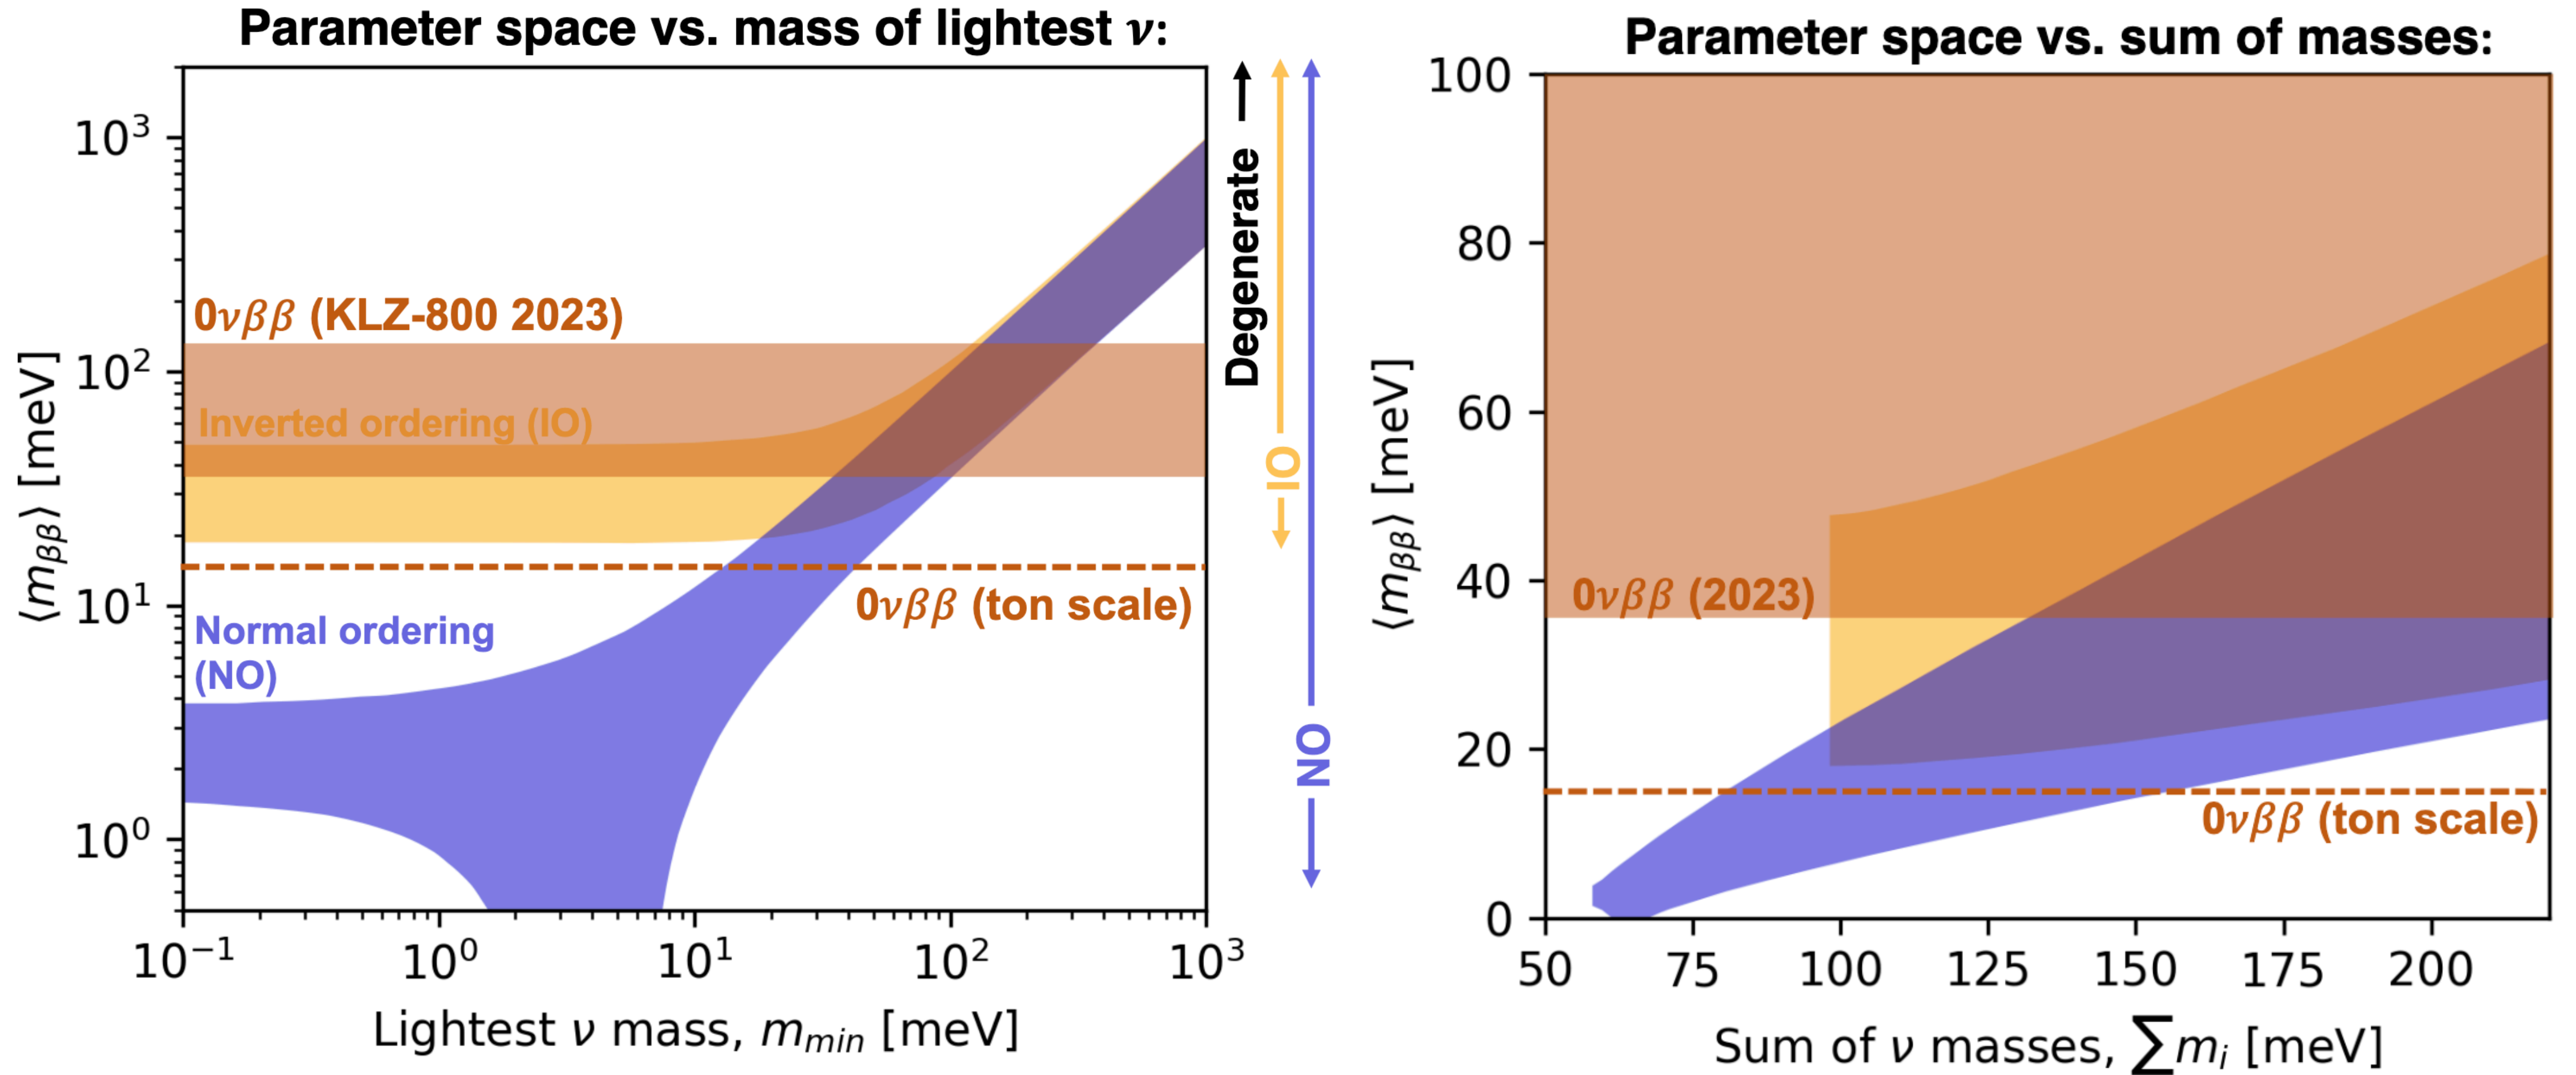 Parameter space vs. mass of lightest ν:
10³
10²
10¹
10⁰
⟨mββ⟩ [meV]
0νββ (KLZ-800 2023)
Inverted ordering (IO)
0νββ (ton scale)
Normal ordering
(NO)
10⁻¹
10⁰
10¹
10²
10³
Lightest ν mass, m_min [meV]
Degenerate
IO
NO
Parameter space vs. sum of masses:
100
80
60
40
20
0
⟨mββ⟩ [meV]
0νββ (2023)
0νββ (ton scale)
50
75
100
125
150
175
200
Sum of ν masses, ∑mᵢ [meV]